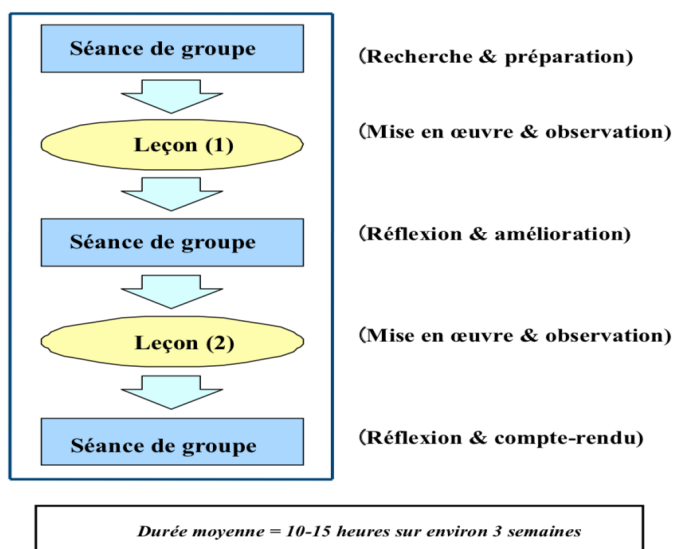 Séance de groupe
(Recherche & préparation)
Leçon (1)
(Mise en œuvre & observation)
Séance de groupe
(Réflexion & amélioration)
Leçon (2)
(Mise en œuvre & observation)
Séance de groupe
(Réflexion & compte-rendu)
Durée moyenne = 10-15 heures sur environ 3 semaines